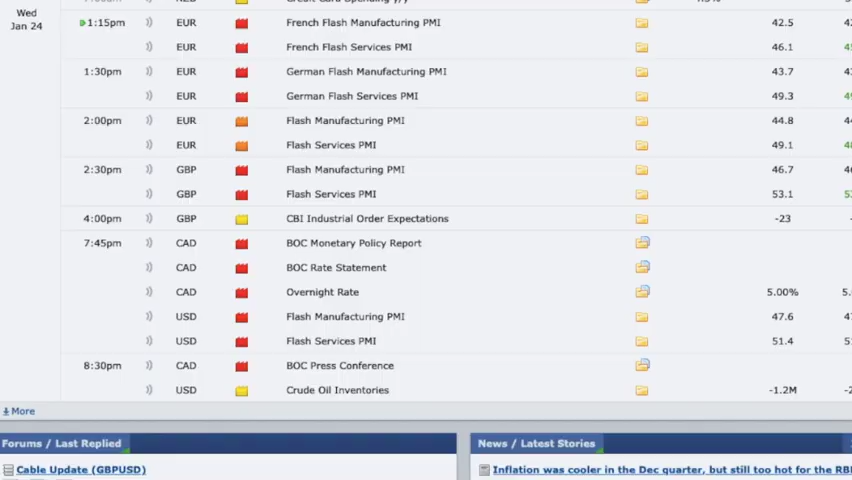 Wed
Jan 24
1:15pm EUR French Flash Manufacturing PMI 42.5
EUR French Flash Services PMI 46.1
1:30pm EUR German Flash Manufacturing PMI 43.7
EUR German Flash Services PMI 49.3
2:00pm EUR Flash Manufacturing PMI 44.8
EUR Flash Services PMI 49.1
2:30pm GBP Flash Manufacturing PMI 46.7
GBP Flash Services PMI 53.1
4:00pm GBP CBI Industrial Order Expectations -23
7:45pm CAD BOC Monetary Policy Report
CAD BOC Rate Statement
CAD Overnight Rate 5.00%
USD Flash Manufacturing PMI 47.6
USD Flash Services PMI 51.4
8:30pm CAD BOC Press Conference
USD Crude Oil Inventories -1.2M
More
Forums / Last Replied
News / Latest Stories
Cable Update (GBPUSD)
Inflation was cooler in the Dec quarter, but still too hot for the